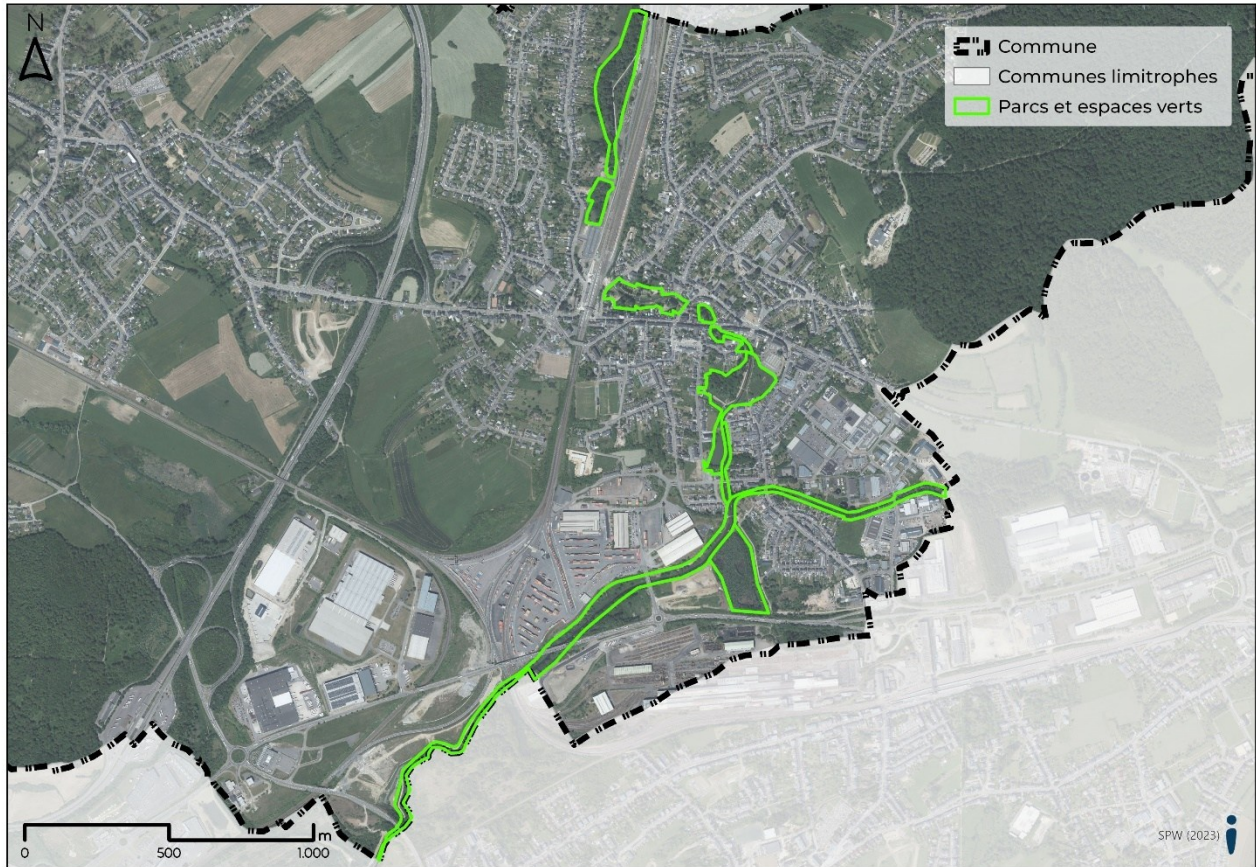 N
Commune
Communes limitrophes
Parcs et espaces verts
0 500 1.000 m
SPW (2023)